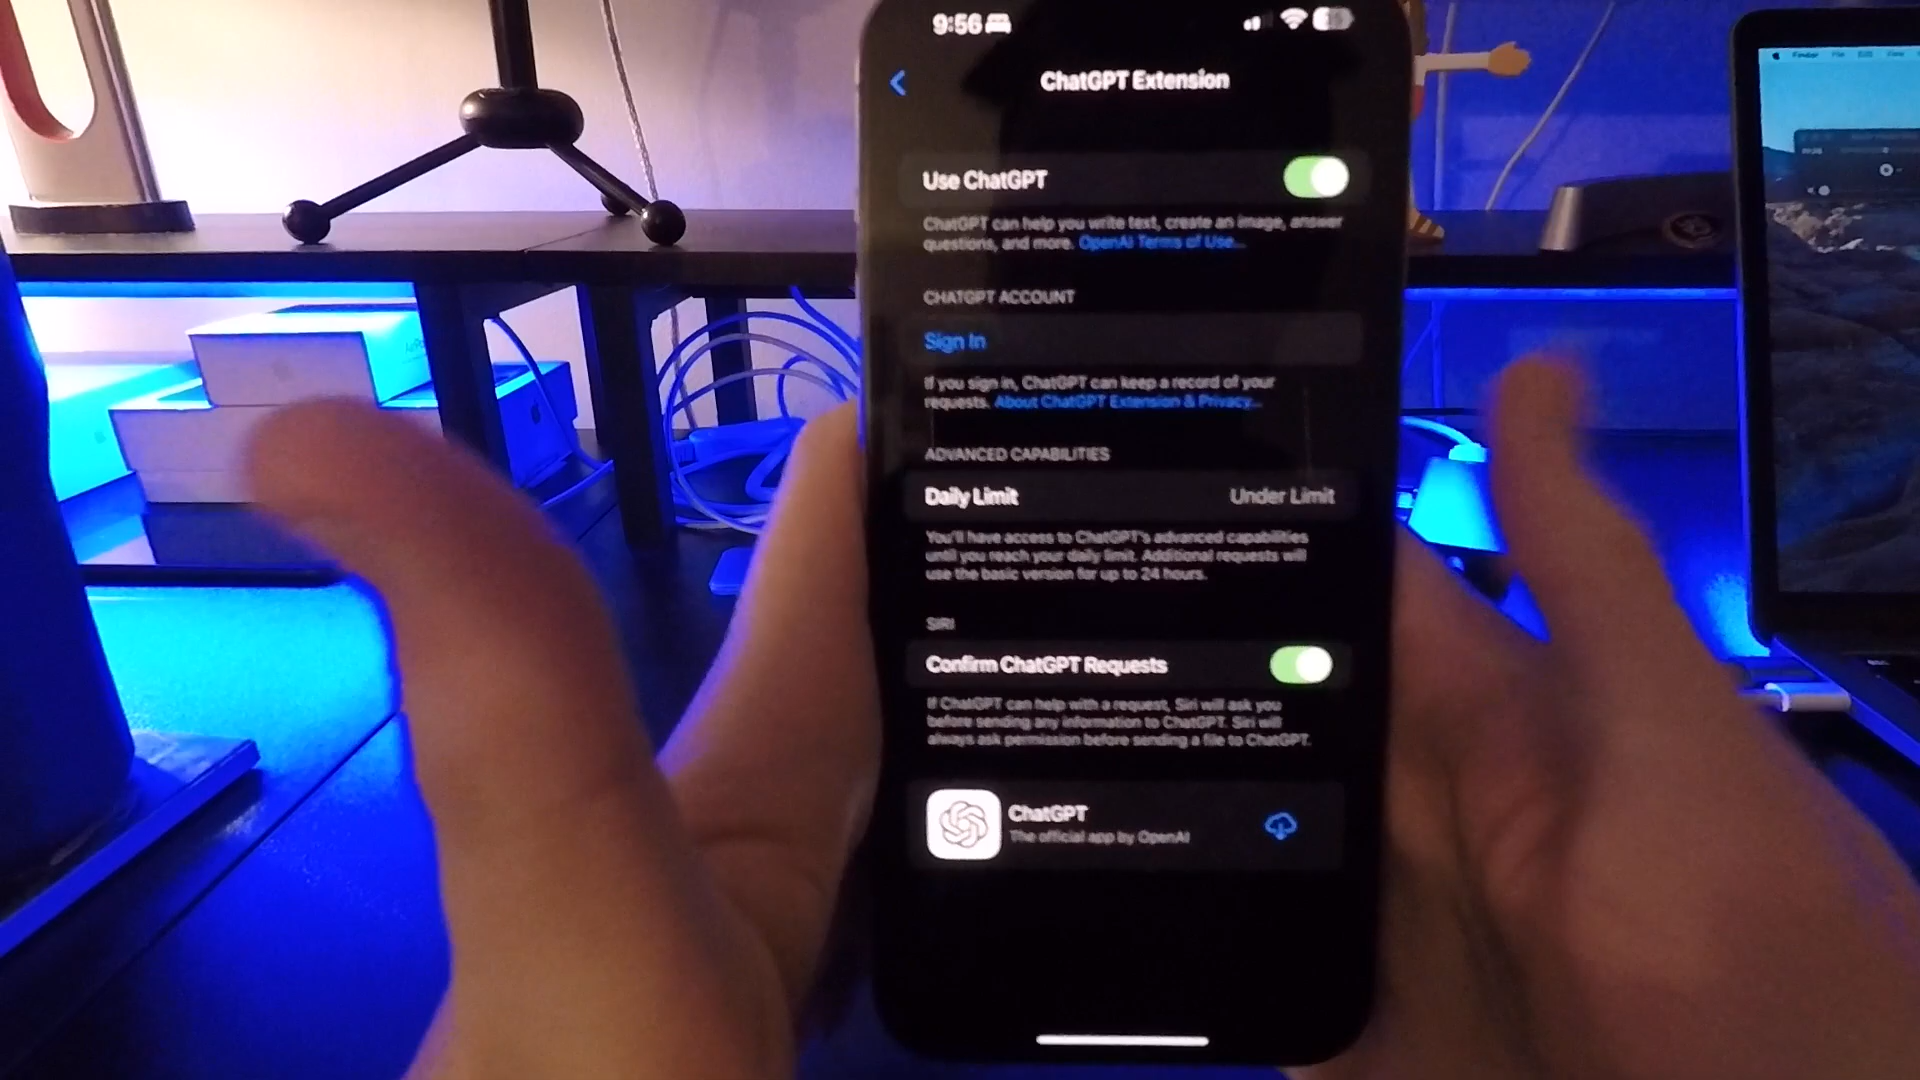 9:56
ChatGPT Extension
Use ChatGPT
ChatGPT can help you write text, create an image, answer
questions, and more. OpenAI Terms of Use...
CHATGPT ACCOUNT
Sign In
If you sign in, ChatGPT can keep a record of your
requests. About ChatGPT Extension & Privacy...
ADVANCED CAPABILITIES
Daily Limit
Under Limit
You'll have access to ChatGPT's advanced capabilities
until you reach your daily limit. Additional requests will
use the basic version for up to 24 hours.
SIRI
Confirm ChatGPT Requests
If ChatGPT can help with a request, Siri will ask you
before sending any information to ChatGPT. Siri will
always ask permission before sending a file to ChatGPT.
ChatGPT
The official app by OpenAI
Finder File Edit View